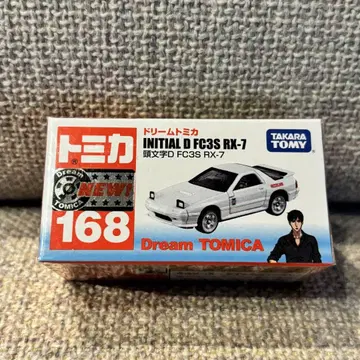 トミカ
Dream
TOMICA
NEW!
168
ドリームトミカ
INITIAL D FC3S RX-7
頭文字D FC3S RX-7
TAKARA
TOMY
Dream TOMICA